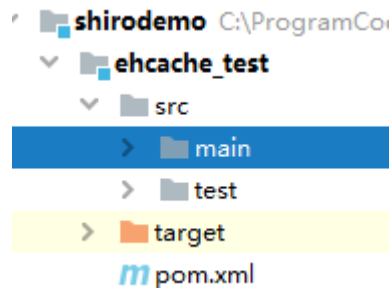 shirodemo C:\ProgramCo
ehcache_test
src
main
test
target
m pom.xml